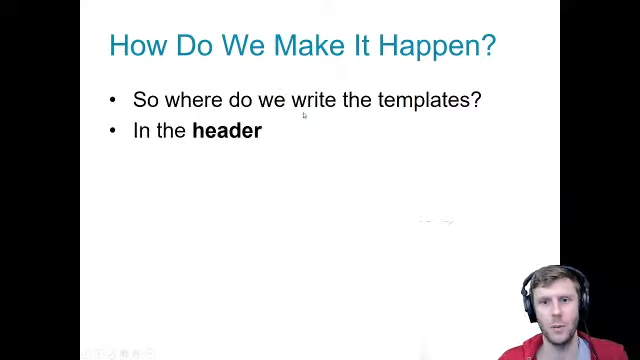 How Do We Make It Happen?
• So where do we write the templates?
• In the header